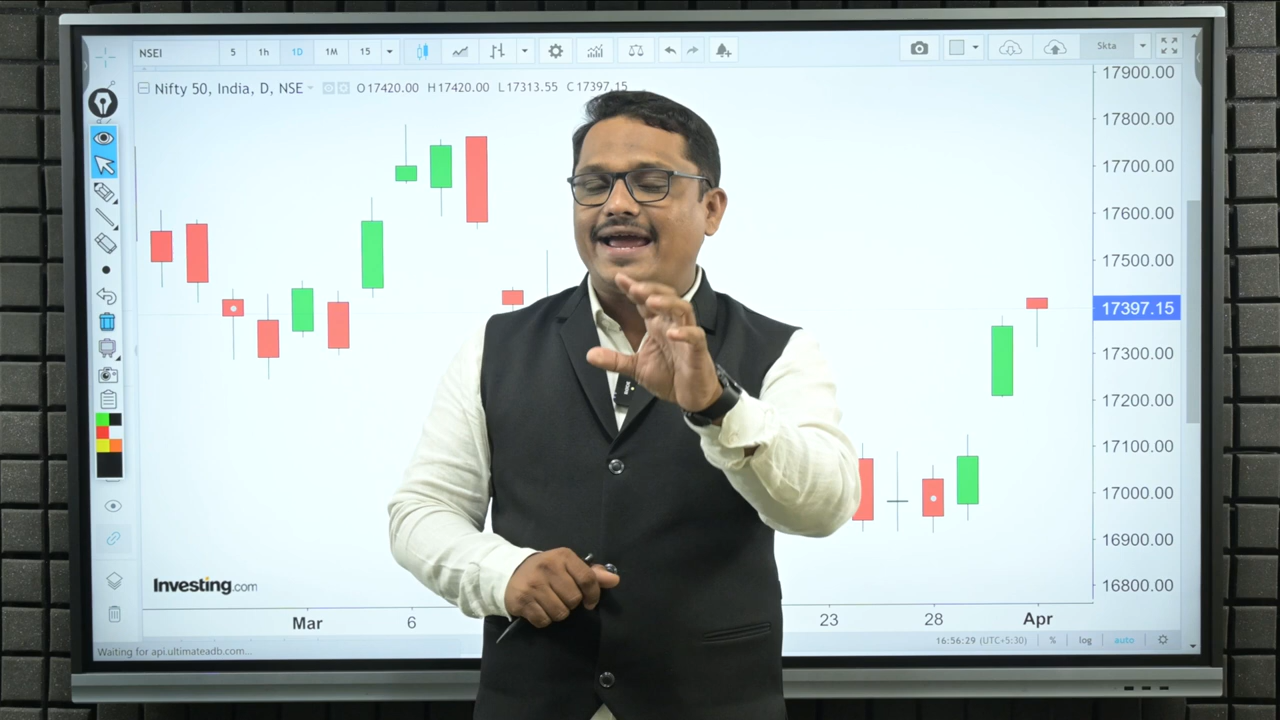 NSEI 5 1h 1D 1M 15 Skta
Nifty 50, India, D, NSE O17420.00 H17420.00 L17313.55 C17397.15
17900.00
17800.00
17700.00
17600.00
17500.00
17397.15
17300.00
17200.00
17100.00
17000.00
16900.00
16800.00
Investing.com
Mar 6 23 28 Apr
16:56:29 (UTC+5:30) % log auto
Waiting for api.ultimateadb.com...